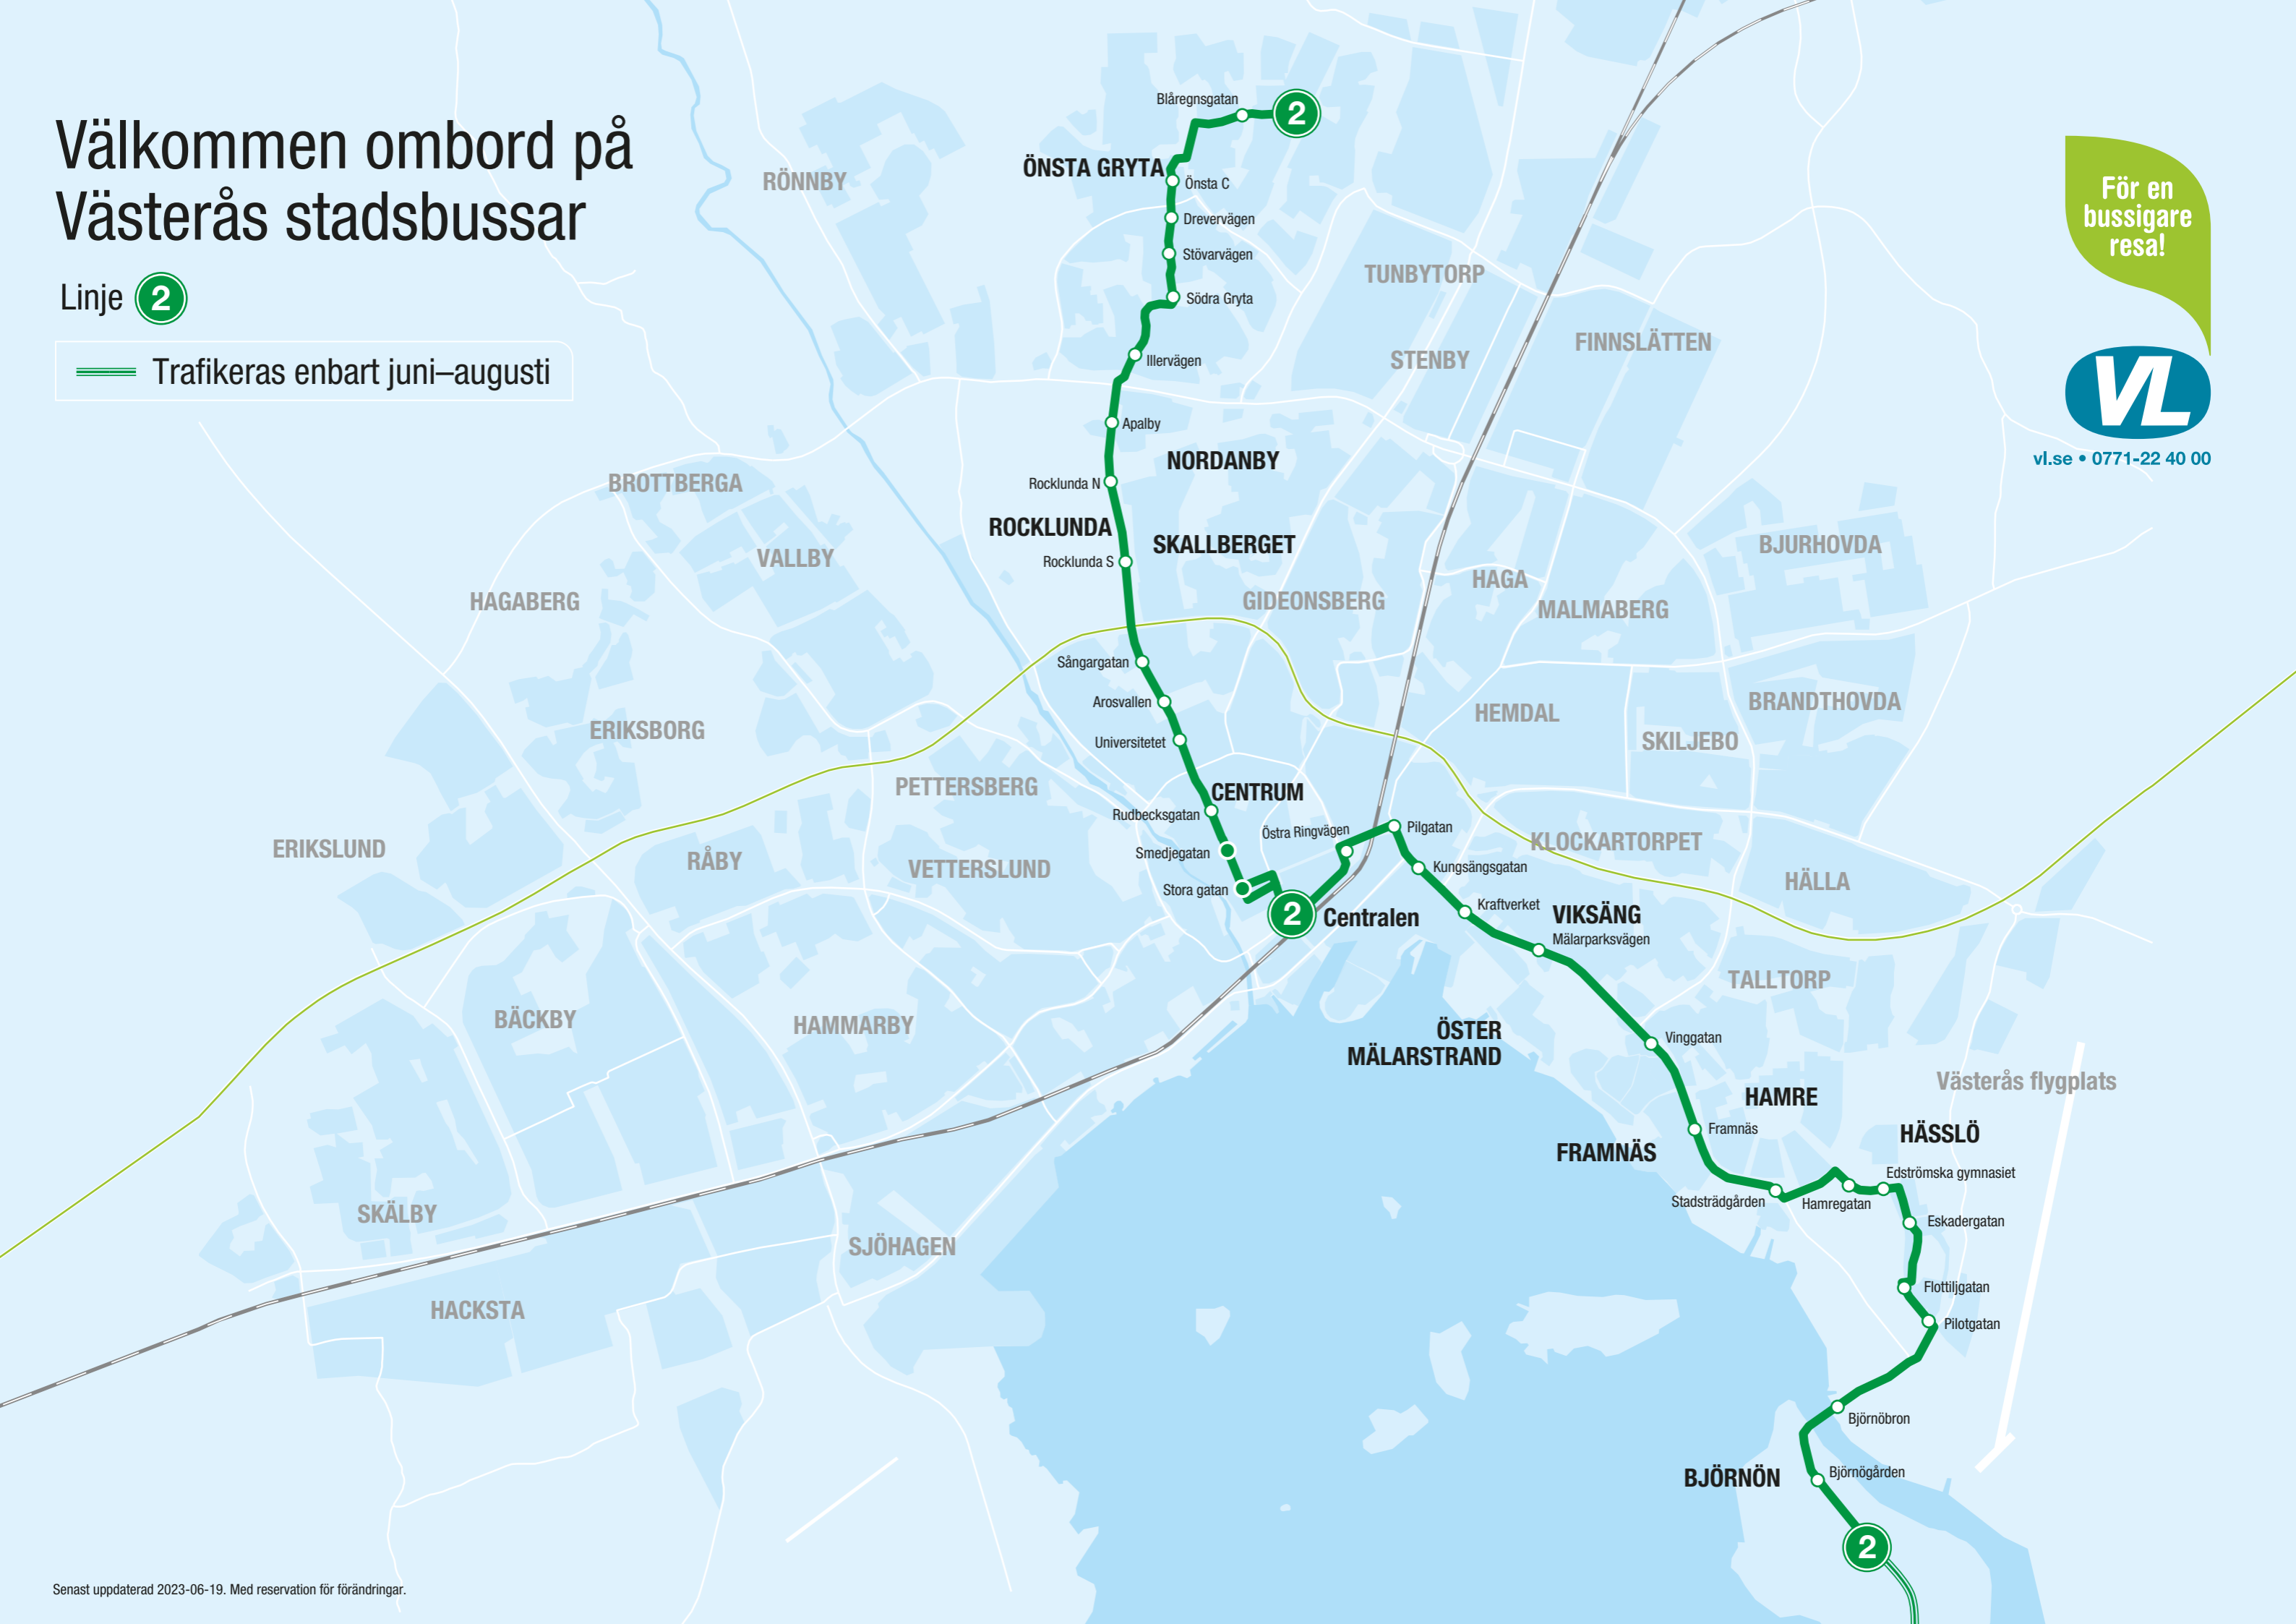 Välkommen ombord på
Västerås stadsbussar
Linje 2
Trafikeras enbart juni–augusti
För en
bussigare
resa!
VL
vl.se • 0771-22 40 00
Blåregnsgatan
2
ÖNSTA GRYTA
Önsta C
RÖNNBY
Drevervägen
Stövarvägen
TUNBYTORP
Södra Gryta
FINNSLÄTTEN
STENBY
Illervägen
Apalby
NORDANBY
BROTTBERGA
Rocklunda N
ROCKLUNDA
SKALLBERGET
BJURHOVDA
VALLBY
Rocklunda S
HAGA
HAGABERG
GIDEONSBERG
MALMABERG
Sångargatan
Arosvallen
BRANDTHOVDA
HEMDAL
ERIKSBORG
Universitetet
SKILJEBO
PETTERSBERG
CENTRUM
Rudbecksgatan
Östra Ringvägen
Pilgatan
KLOCKARTORPET
ERIKSLUND
Smedjegatan
RÅBY
VETTERSLUND
Kungsängsgatan
HÄLLA
Stora gatan
Kraftverket
2
Centralen
VIKSÄNG
Mälarparksvägen
TALLTORP
BÄCKBY
HAMMARBY
ÖSTER
MÄLARSTRAND
Vinggatan
Västerås flygplats
HAMRE
Framnäs
HÄSSLÖ
FRAMNÄS
Edströmska gymnasiet
Stadsträdgården
Hamregatan
SKÄLBY
Eskadergatan
SJÖHAGEN
Flottiljgatan
HACKSTA
Pilotgatan
Björnöbron
BJÖRNÖN
Björnögården
2
Senast uppdaterad 2023-06-19. Med reservation för förändringar.